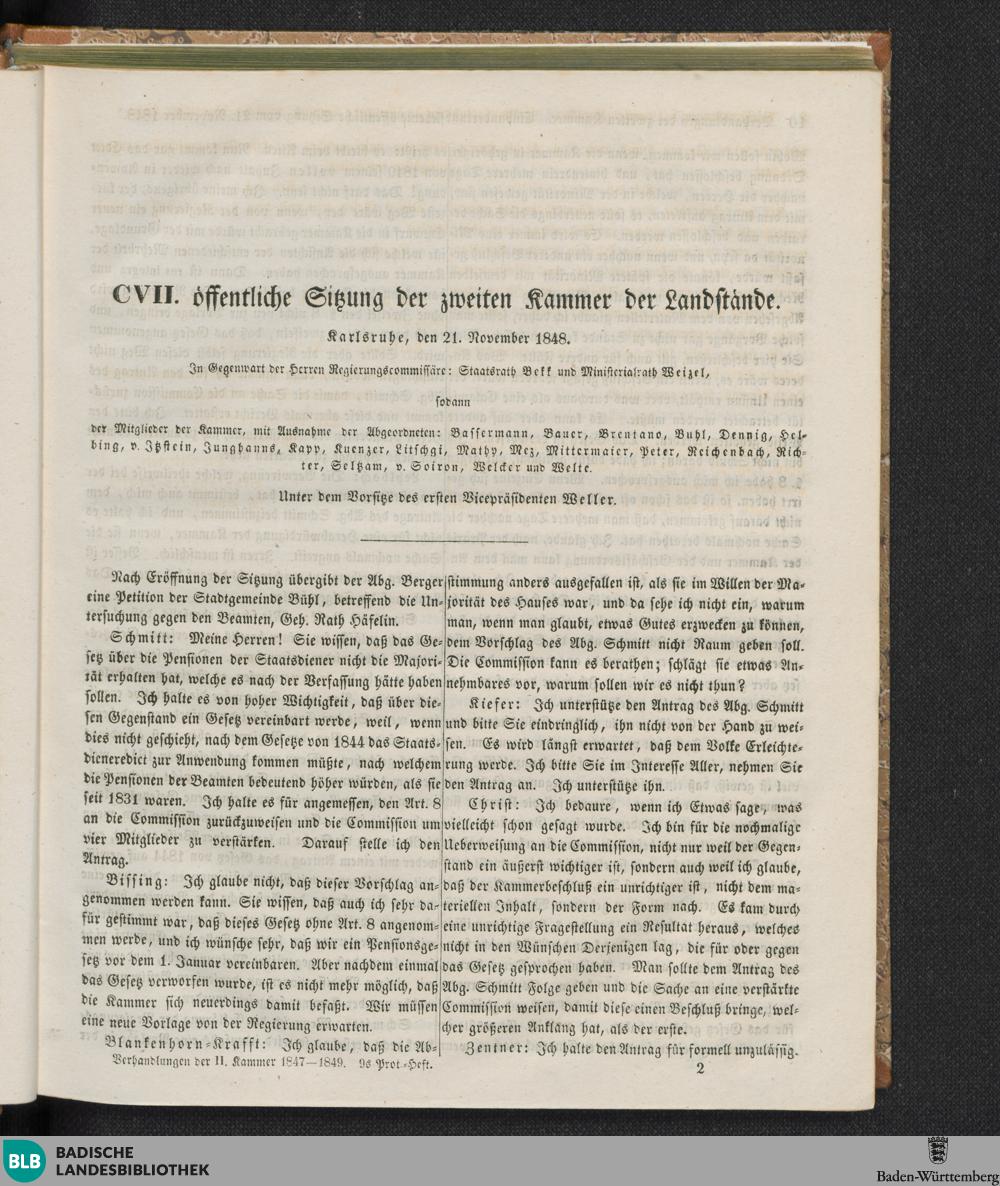 CVII. öffentliche Sitzung der zweiten Kammer der Landstände.
Karlsruhe, den 21. November 1848.
In Gegenwart der Herren Regierungscommissäre: Staatsrath Bekk und Ministerialrath Weizel,
sodann
der Mitglieder der Kammer, mit Ausnahme der Abgeordneten: Bassermann, Bauer, Brentano, Buhl, Dennig, Hel-
bing, v. Itzstein, Junghanns, Kapp, Kuenzer, Litschgi, Mathy, Mez, Mittermaier, Peter, Reichenbach, Rich-
ter, Seltzam, v. Soiron, Welcker und Welte.
Unter dem Vorsitze des ersten Vicepräsidenten Weller.
Nach Eröffnung der Sitzung übergibt der Abg. Berger
eine Petition der Stadtgemeinde Bühl, betreffend die Un-
tersuchung gegen den Beamten, Geh. Rath Häfelin.
Schmitt: Meine Herren! Sie wissen, daß das Ge-
setz über die Pensionen der Staatsdiener nicht die Majori-
tät erhalten hat, welche es nach der Verfassung hätte haben
sollen. Ich halte es von hoher Wichtigkeit, daß über die-
sen Gegenstand ein Gesetz vereinbart werde, weil, wenn
dies nicht geschieht, nach dem Gesetze von 1844 das Staats-
dieneredict zur Anwendung kommen müßte, nach welchem
die Pensionen der Beamten bedeutend höher würden, als sie
seit 1831 waren. Ich halte es für angemessen, den Art. 8
an die Commission zurückzuweisen und die Commission um
vier Mitglieder zu verstärken. Darauf stelle ich den
Antrag.
Bissing: Ich glaube nicht, daß dieser Vorschlag an-
genommen werden kann. Sie wissen, daß auch ich sehr da-
für gestimmt war, daß dieses Gesetz ohne Art. 8 angenom-
men werde, und ich wünsche sehr, daß wir ein Pensionsge-
setz vor dem 1. Januar vereinbaren. Aber nachdem einmal
das Gesetz verworfen wurde, ist es nicht mehr möglich, daß
die Kammer sich neuerdings damit befaßt. Wir müssen
eine neue Vorlage von der Regierung erwarten.
Blankenhorn-Krafft: Ich glaube, daß die Ab-
stimmung anders ausgefallen ist, als sie im Willen der Ma-
jorität des Hauses war, und da sehe ich nicht ein, warum
man, wenn man glaubt, etwas Gutes erzwecken zu können,
dem Vorschlag des Abg. Schmitt nicht Raum geben soll.
Die Commission kann es berathen; schlägt sie etwas An-
nehmbares vor, warum sollen wir es nicht thun?
Kiefer: Ich unterstütze den Antrag des Abg. Schmitt
und bitte Sie eindringlich, ihn nicht von der Hand zu wei-
sen. Es wird längst erwartet, daß dem Volke Erleichte-
rung werde. Ich bitte Sie im Interesse Aller, nehmen Sie
den Antrag an. Ich unterstütze ihn.
Christ: Ich bedaure, wenn ich Etwas sage, was
vielleicht schon gesagt wurde. Ich bin für die nochmalige
Ueberweisung an die Commission, nicht nur weil der Gegen-
stand ein äußerst wichtiger ist, sondern auch weil ich glaube,
daß der Kammerbeschluß ein unrichtiger ist, nicht dem ma-
teriellen Inhalt, sondern der Form nach. Es kam durch
eine unrichtige Fragestellung ein Resultat heraus, welches
nicht in den Wünschen Derjenigen lag, die für oder gegen
das Gesetz gesprochen haben. Man sollte dem Antrag des
Abg. Schmitt Folge geben und die Sache an eine verstärkte
Commission weisen, damit diese einen Beschluß bringe, wel-
cher größeren Anklang hat, als der erste.
Zentner: Ich halte den Antrag für formell unzulässig.
Verhandlungen der II. Kammer 1847—1849. 9s Prot.-Heft.
2
BLB BADISCHE
LANDESBIBLIOTHEK
Baden-Württemberg